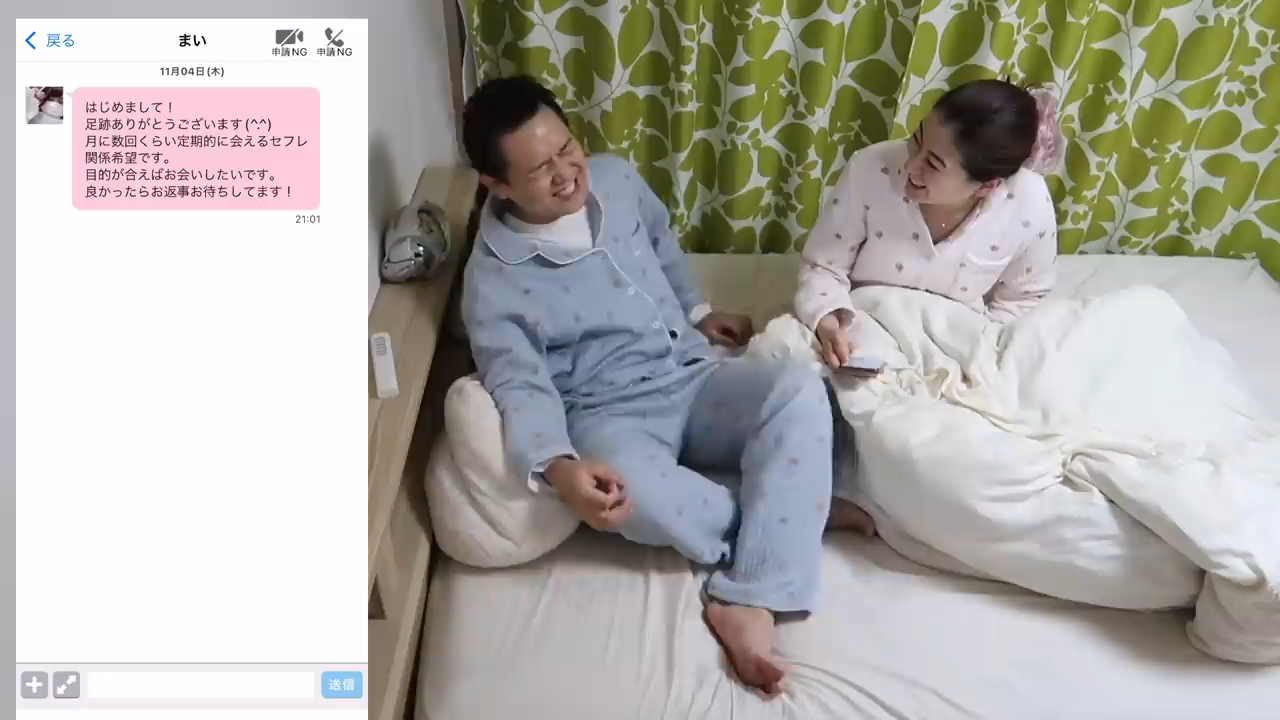 戻る
まい
申請NG
申請NG
11月04日(木)
はじめまして！
足跡ありがとうございます(^.^)
月に数回くらい定期的に会えるセフレ
関係希望です。
目的が合えばお会いしたいです。
良かったらお返事お待ちしてます！
21:01
送信